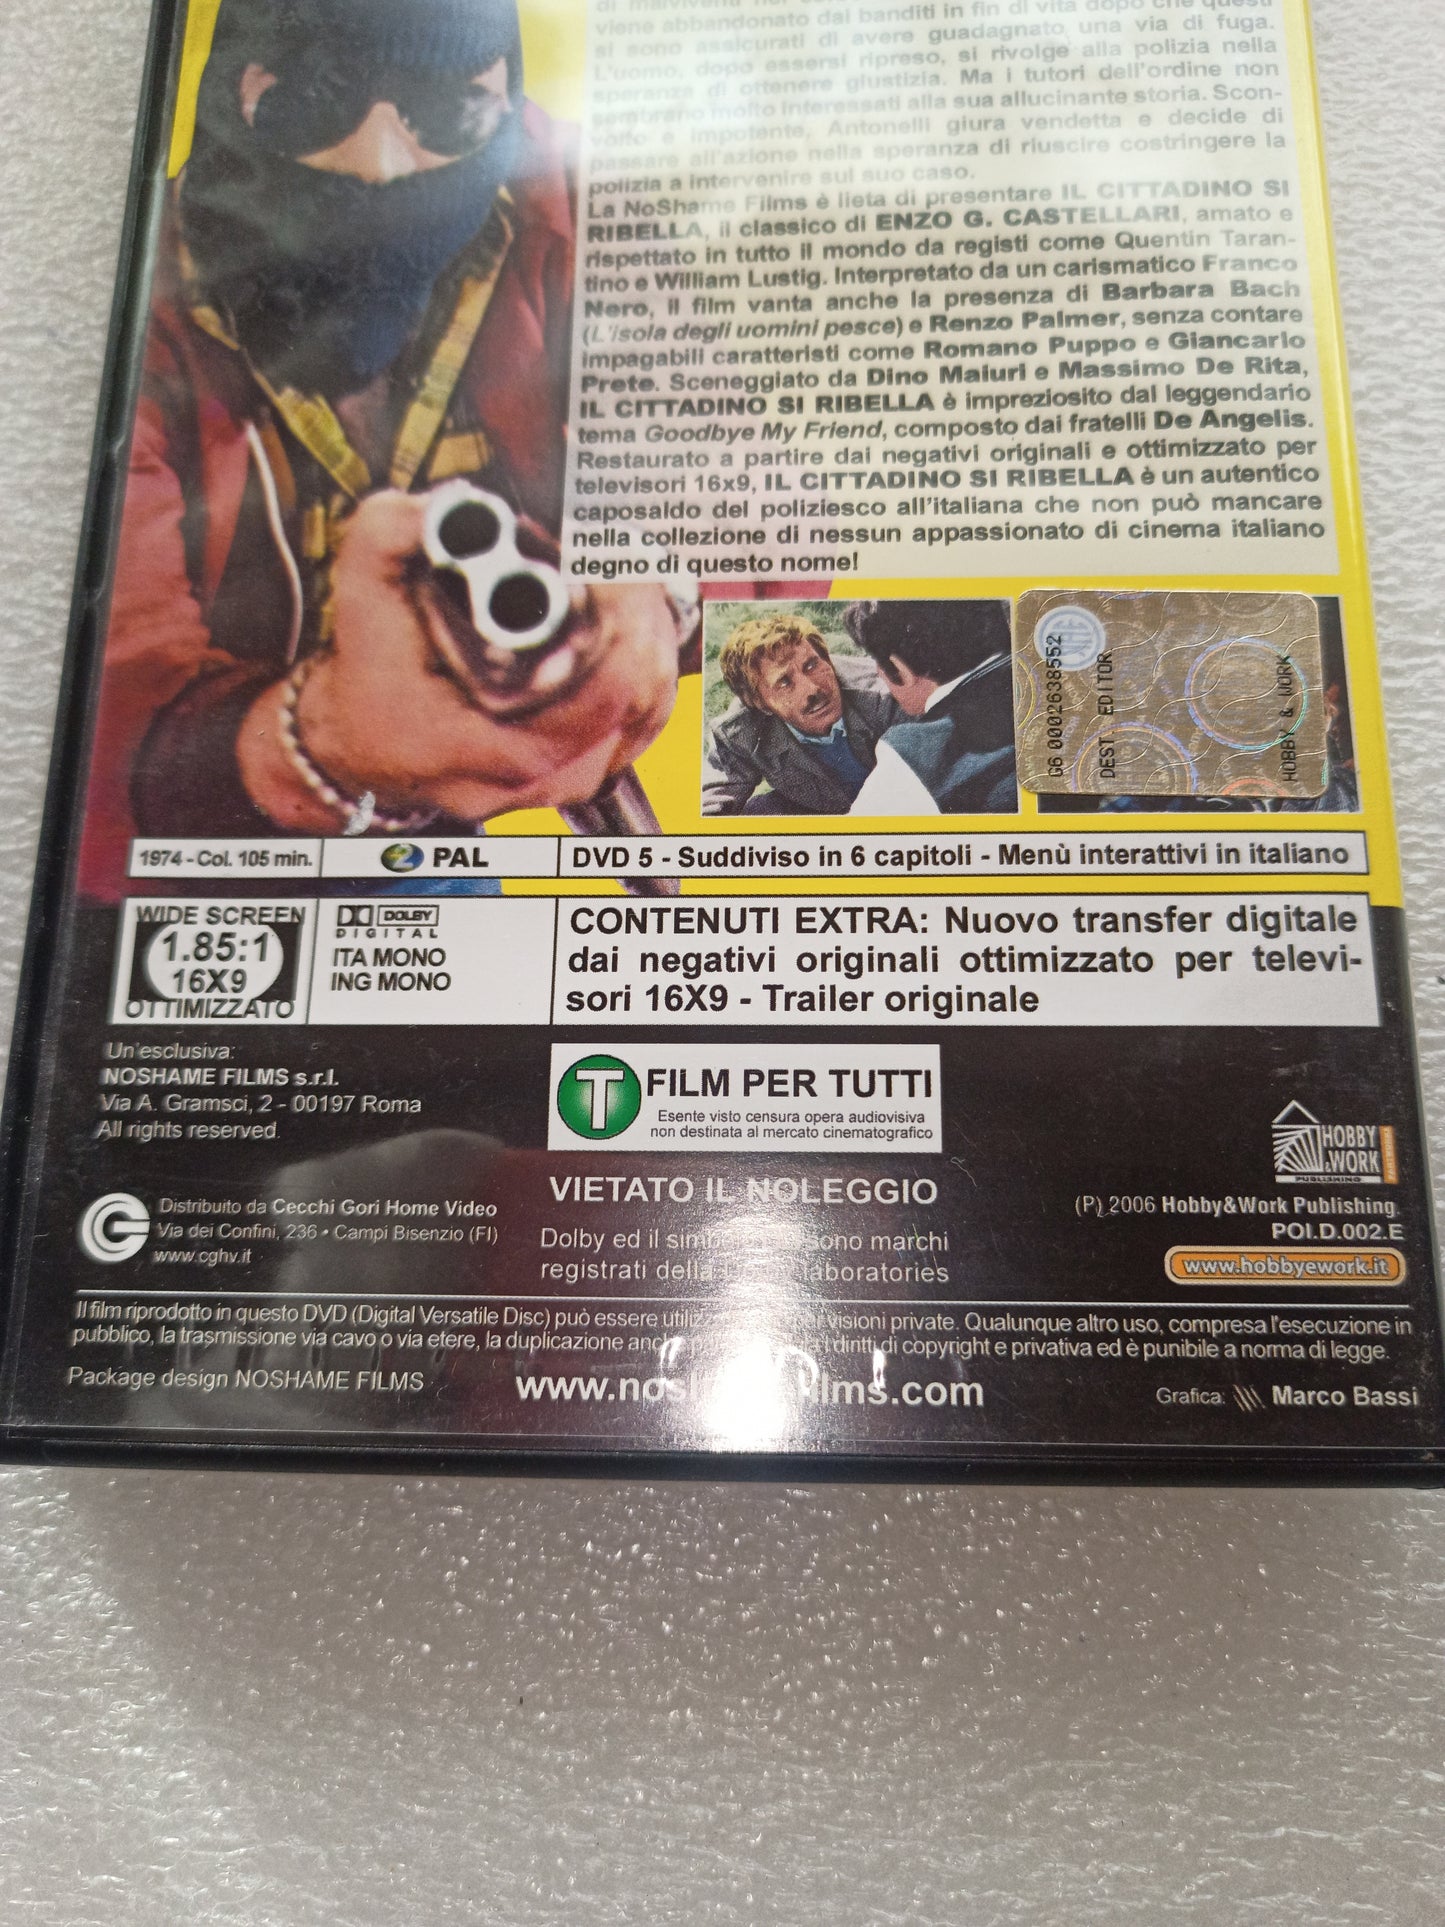 viene abbandonato dai banditi in fin di vita dopo che questi
si sono assicurati di avere guadagnato una via di fuga.
L'uomo, dopo essersi ripreso, si rivolge alla polizia nella
speranza di ottenere giustizia. Ma i tutori dell'ordine non
sembrano molto interessati alla sua allucinante storia. Scon-
volto e impotente, Antonelli giura vendetta e decide di
passare all'azione nella speranza di riuscire costringere la
polizia a intervenire sul suo caso.
La NoShame Films è lieta di presentare IL CITTADINO SI
RIBELLA, il classico di ENZO G. CASTELLARI, amato e
rispettato in tutto il mondo da registi come Quentin Taran-
tino e William Lustig. Interpretato da un carismatico Franco
Nero, il film vanta anche la presenza di Barbara Bach
(L'isola degli uomini pesce) e Renzo Palmer, senza contare
impagabili caratteristi come Romano Puppo e Giancarlo
Prete. Sceneggiato da Dino Maiuri e Massimo De Rita,
IL CITTADINO SI RIBELLA è impreziosito dal leggendario
tema Goodbye My Friend, composto dai fratelli De Angelis.
Restaurato a partire dai negativi originali e ottimizzato per
televisori 16x9, IL CITTADINO SI RIBELLA è un autentico
caposaldo del poliziesco all'italiana che non può mancare
nella collezione di nessun appassionato di cinema italiano
degno di questo nome!
G6 0002638552
DEST EDITOR
HOBBY & WORK
1974 - Col. 105 min.
2 PAL
DVD 5 - Suddiviso in 6 capitoli - Menù interattivi in italiano
WIDE SCREEN
1.85:1
16X9
OTTIMIZZATO
DOLBY
DIGITAL
ITA MONO
ING MONO
CONTENUTI EXTRA: Nuovo transfer digitale
dai negativi originali ottimizzato per televi-
sori 16X9 - Trailer originale
Un'esclusiva:
NOSHAME FILMS s.r.l.
Via A. Gramsci, 2 - 00197 Roma
All rights reserved.
T FILM PER TUTTI
Esente visto censura opera audiovisiva
non destinata al mercato cinematografico
HOBBY
&WORK
PUBLISHING
VIETATO IL NOLEGGIO
Distribuito da Cecchi Gori Home Video
Via dei Confini, 236 • Campi Bisenzio (FI)
www.cghv.it
Dolby ed il simb sono marchi
registrati della laboratories
(P) 2006 Hobby&Work Publishing.
POI.D.002.E
www.hobbyework.it
Il film riprodotto in questo DVD (Digital Versatile Disc) può essere utiliz visioni private. Qualunque altro uso, compresa l'esecuzione in
pubblico, la trasmissione via cavo o via etere, la duplicazione anc diritti di copyright e privativa ed è punibile a norma di legge.
Package design NOSHAME FILMS
www.noshamefilms.com
Grafica: Marco Bassi